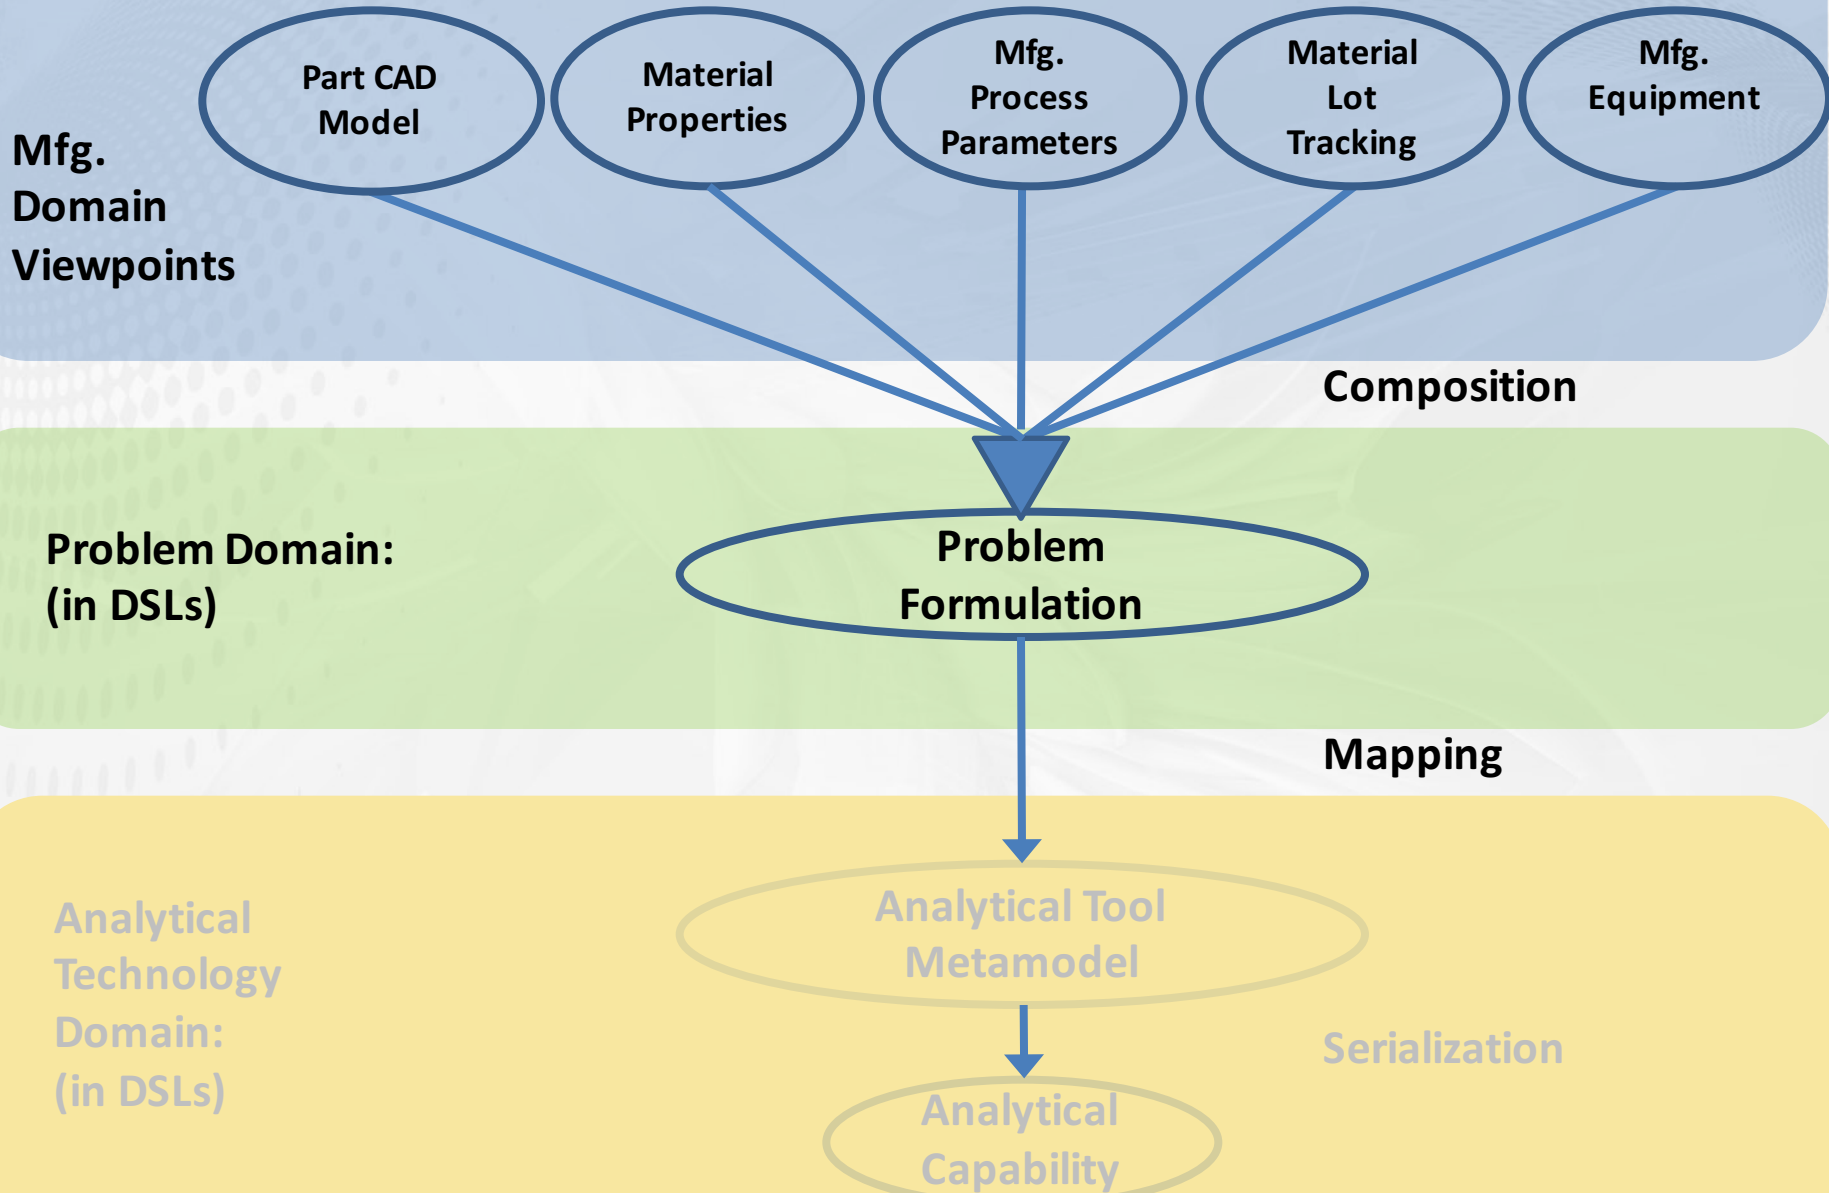 Part CAD
Model
Material
Properties
Mfg.
Process
Parameters
Material
Lot
Tracking
Mfg.
Equipment
Mfg.
Domain
Viewpoints
Composition
Problem Domain:
(in DSLs)
Problem
Formulation
Mapping
Analytical
Technology
Domain:
(in DSLs)
Analytical Tool
Metamodel
Serialization
Analytical
Capability